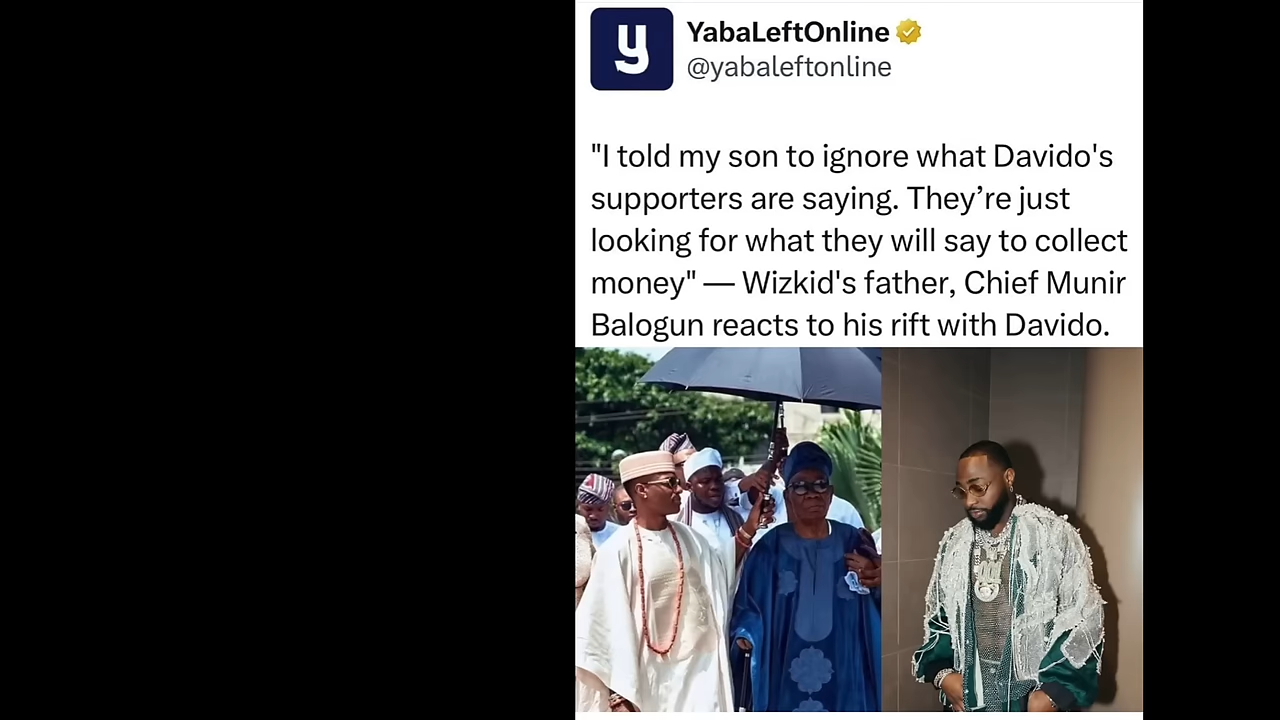 y
YabaLeftOnline
@yabaleftonline
"I told my son to ignore what Davido's
supporters are saying. They’re just
looking for what they will say to collect
money" — Wizkid's father, Chief Munir
Balogun reacts to his rift with Davido.